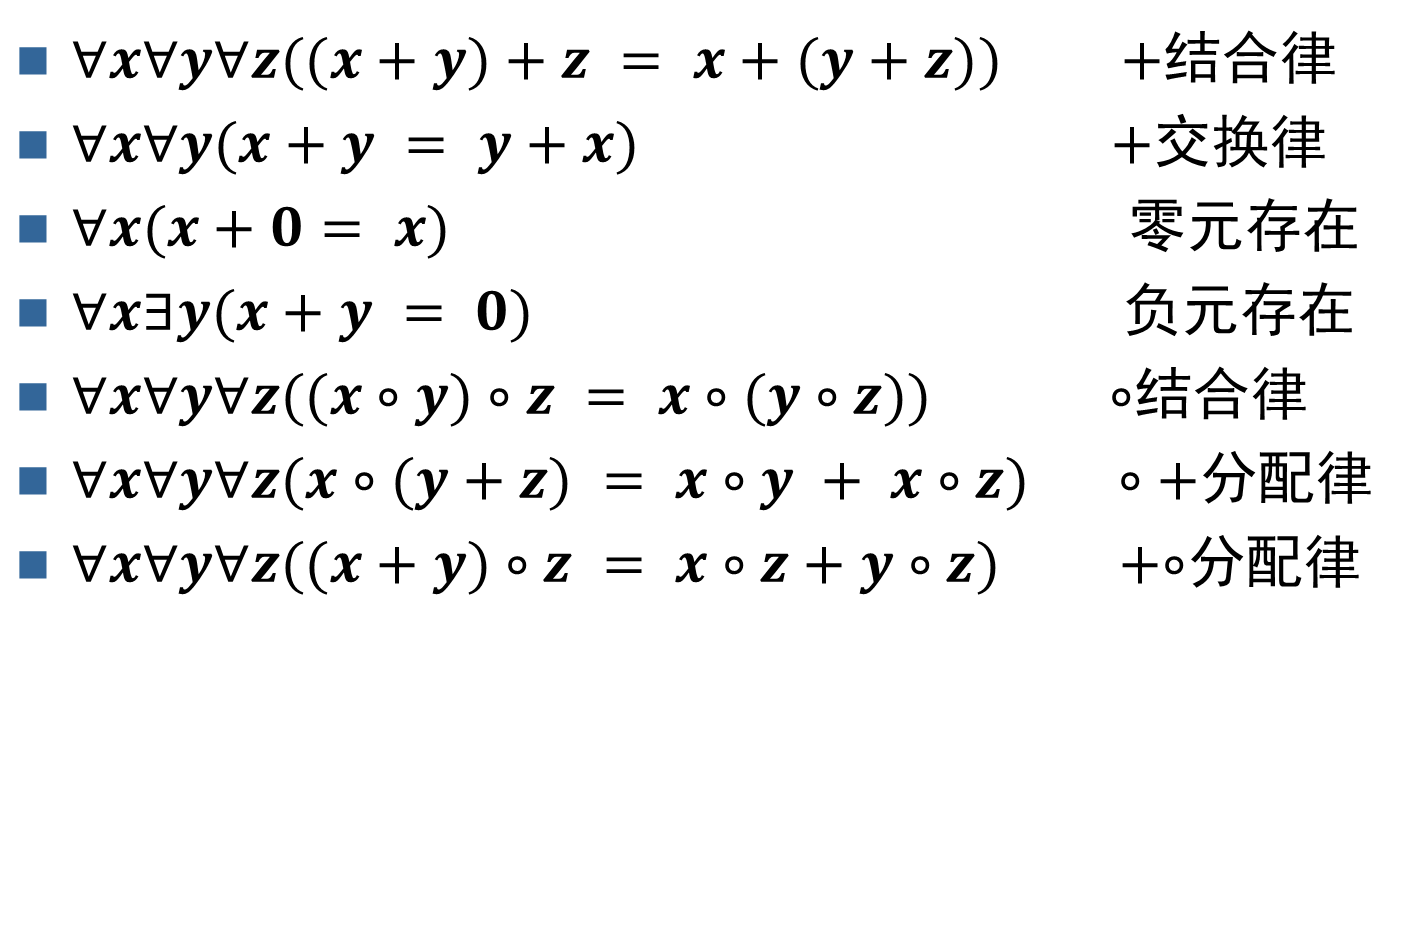 ∀x∀y∀z((x + y) + z = x + (y + z)) +结合律
∀x∀y(x + y = y + x) +交换律
∀x(x + 0 = x) 零元存在
∀x∃y(x + y = 0) 负元存在
∀x∀y∀z((x ∘ y) ∘ z = x ∘ (y ∘ z)) ∘结合律
∀x∀y∀z(x ∘ (y + z) = x ∘ y + x ∘ z) ∘ +分配律
∀x∀y∀z((x + y) ∘ z = x ∘ z + y ∘ z) +∘分配律